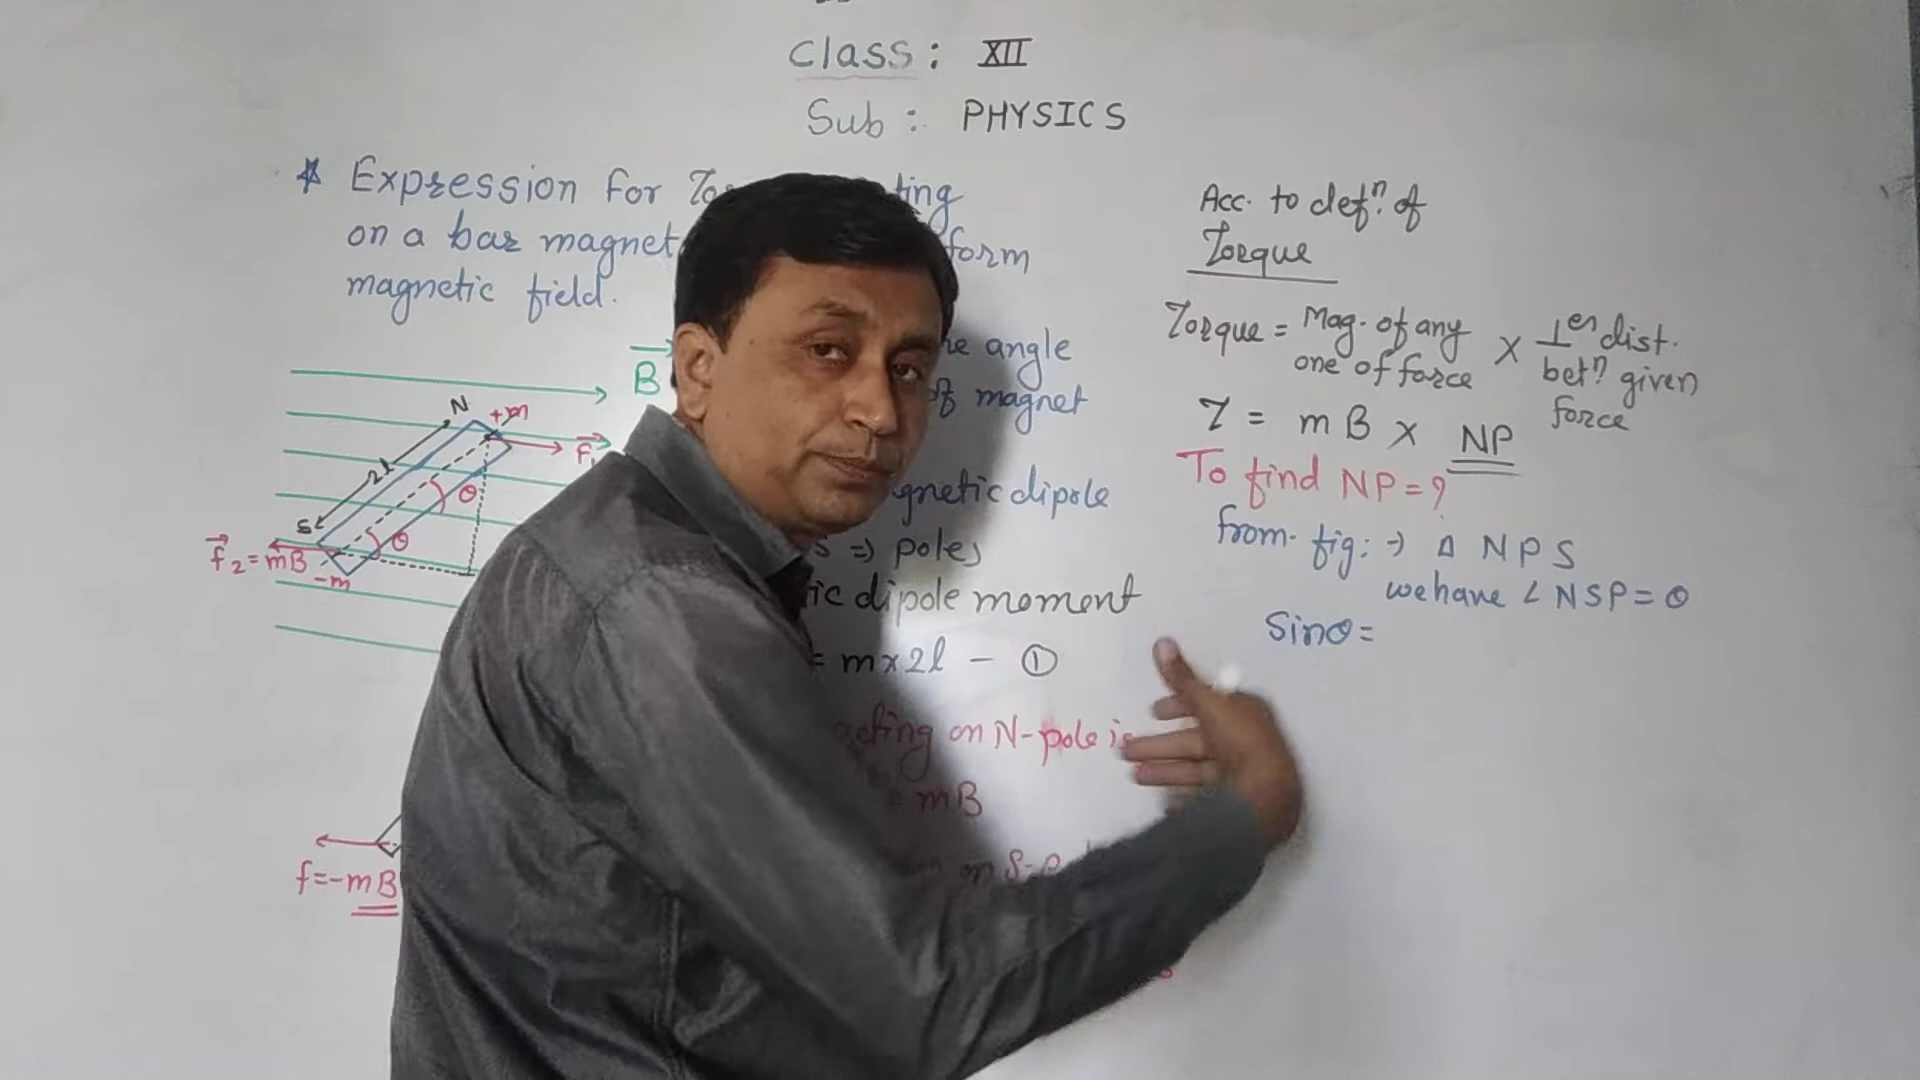 Class: XII
Sub: PHYSICS
* Expression for ting
on a bar magnet form
magnetic field.
B
N
+m
F₁
2l
θ
S
θ
f₂=mB
-m
f=-mB
angle
of magnet
dipole
=> poles
dipole moment
= m×2l - ①
acting on N-pole is
= mB
Acc. to defⁿ. of
Torque
Torque = Mag. of any one of force × ⊥er dist. betⁿ given force
τ = mB × NP
To find NP=?
from. fig: → Δ NPS
we have ∠NSP=θ
Sinθ=